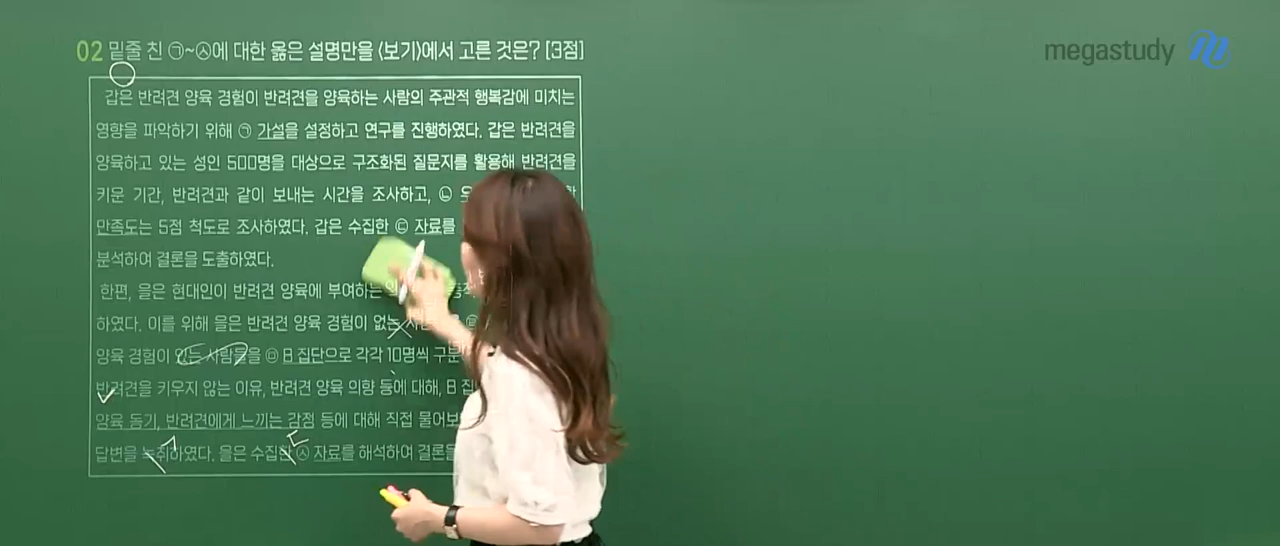 02 밑줄 친 ㉠~㉦에 대한 옳은 설명만을 <보기>에서 고른 것은? [3점]
megastudy
갑은 반려견 양육 경험이 반려견을 양육하는 사람의 주관적 행복감에 미치는
영향을 파악하기 위해 ㉠ 가설을 설정하고 연구를 진행하였다. 갑은 반려견을
양육하고 있는 성인 500명을 대상으로 구조화된 질문지를 활용해 반려견을
키운 기간, 반려견과 같이 보내는 시간을 조사하고, ㉡
만족도는 5점 척도로 조사하였다. 갑은 수집한 ㉢ 자료를
분석하여 결론을 도출하였다.
한편, 을은 현대인이 반려견 양육에 부여하는
하였다. 이를 위해 을은 반려견 양육 경험이 없는
양육 경험이 있는 사람들을 ㉤ B 집단으로 각각 10명씩
반려견을 키우지 않는 이유, 반려견 양육 의향 등에 대해, B
양육 동기, 반려견에게 느끼는 감정 등에 대해 직접
답변을 녹취하였다. 을은 수집한 ㉦ 자료를 해석하여